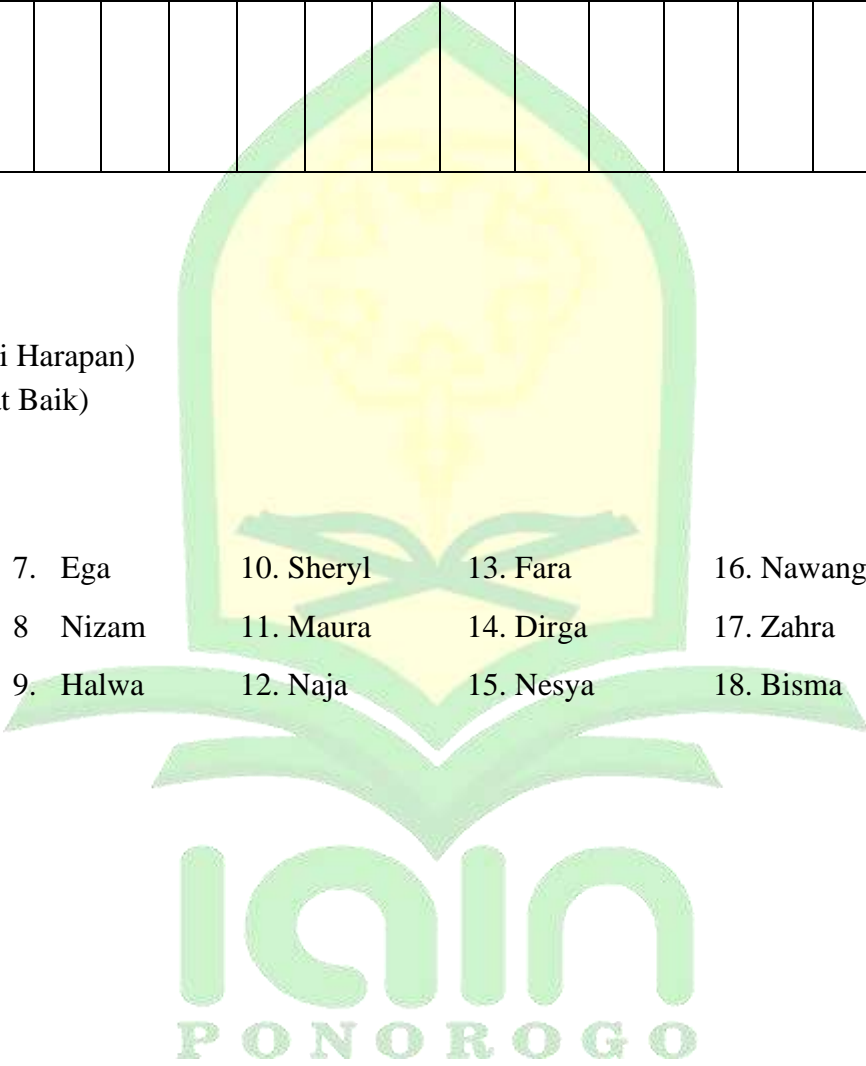 i Harapan)
t Baik)
7. Ega 10. Sheryl 13. Fara 16. Nawang
8 Nizam 11. Maura 14. Dirga 17. Zahra
9. Halwa 12. Naja 15. Nesya 18. Bisma
iain
PONOROGO